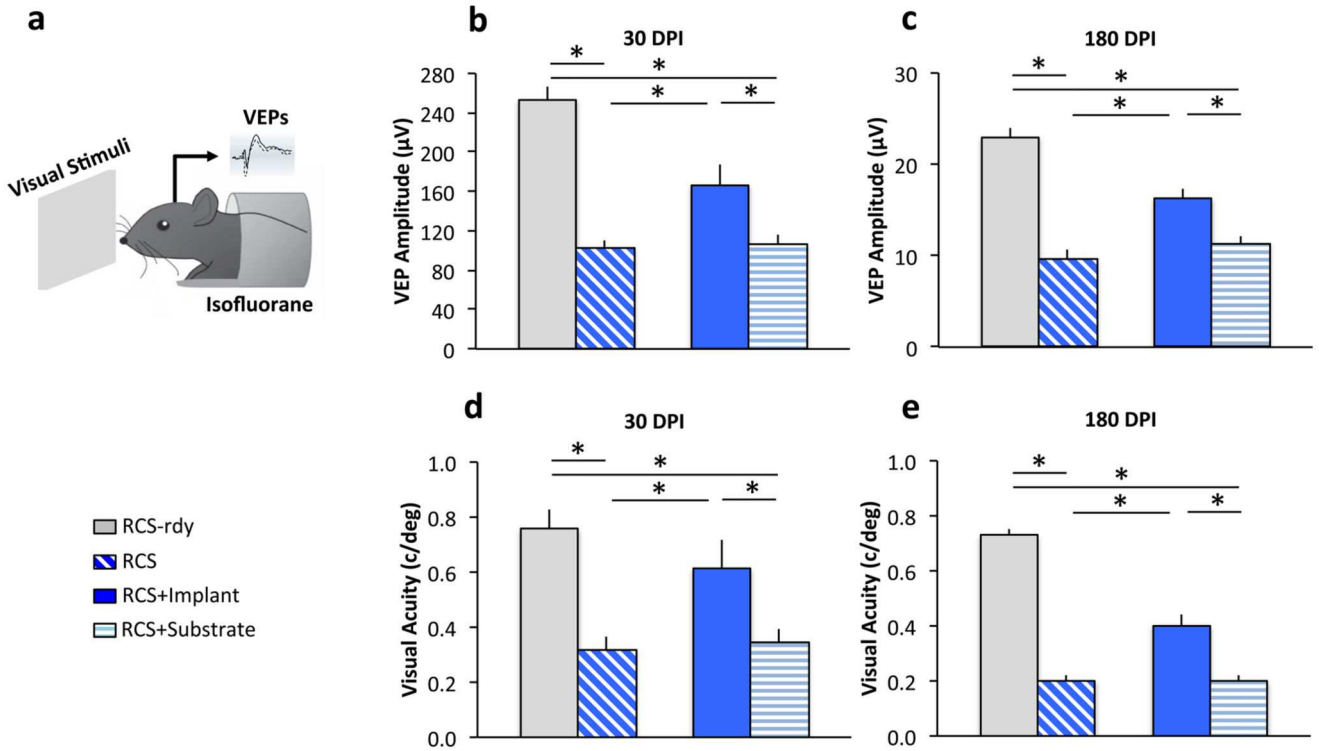 a
Visual Stimuli
VEPs
Isofluorane
b
30 DPI
*
*
*
*
VEP Amplitude (µV)
280
240
200
160
120
80
40
0
c
180 DPI
*
*
*
*
VEP Amplitude (µV)
30
20
10
0
d
30 DPI
*
*
*
*
Visual Acuity (c/deg)
1.0
0.8
0.6
0.4
0.2
0.0
e
180 DPI
*
*
*
*
Visual Acuity (c/deg)
1.0
0.8
0.6
0.4
0.2
0.0
RCS-rdy
RCS
RCS+Implant
RCS+Substrate